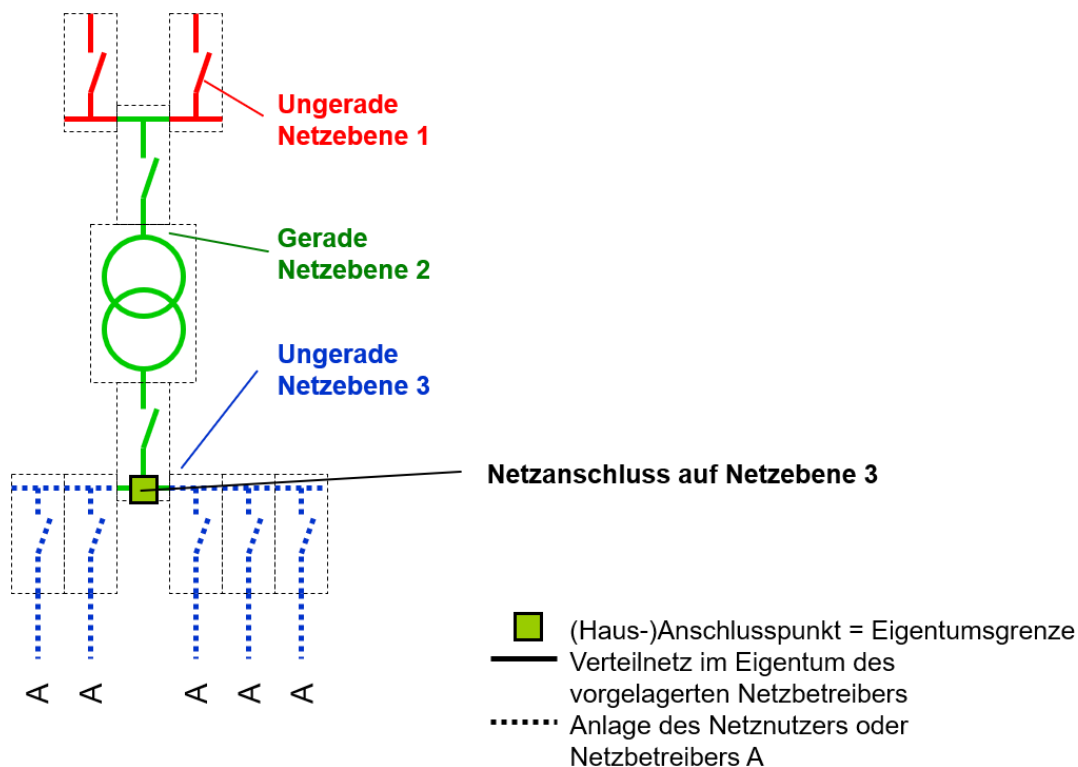 Ungerade
Netzebene 1
Gerade
Netzebene 2
Ungerade
Netzebene 3
Netzanschluss auf Netzebene 3
(Haus-)Anschlusspunkt = Eigentumsgrenze
Verteilnetz im Eigentum des
vorgelagerten Netzbetreibers
Anlage des Netznutzers oder
Netzbetreibers A
A A A A A